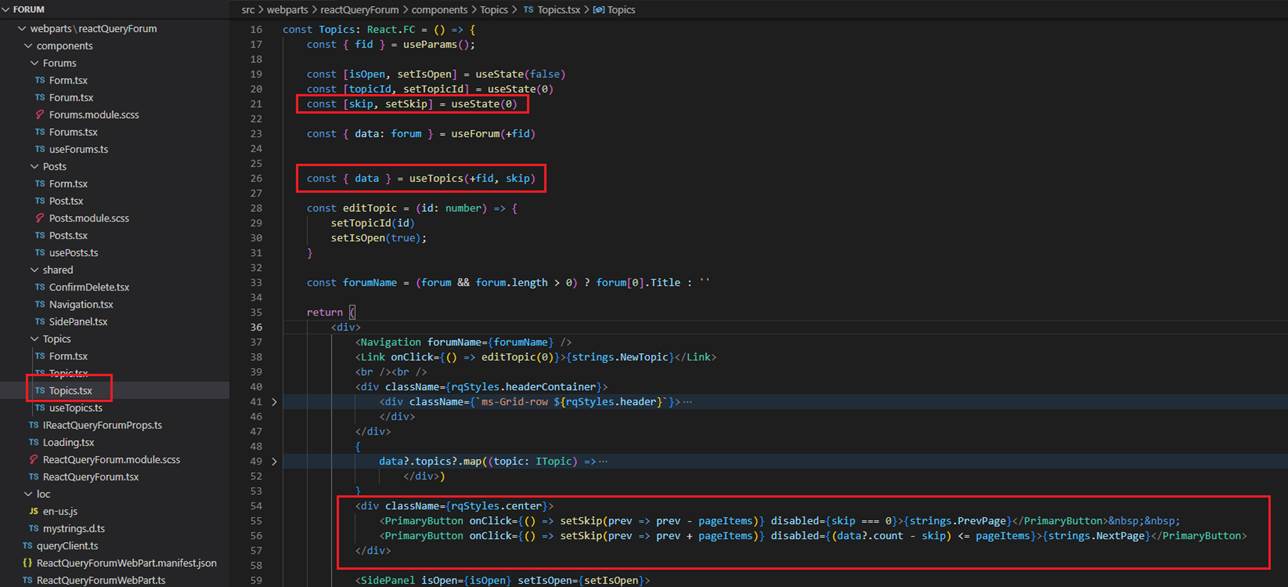 FORUM
webparts \ reactQueryForum
components
Forums
TS Form.tsx
TS Forum.tsx
Forums.module.scss
TS Forums.tsx
TS useForums.ts
Posts
TS Form.tsx
TS Post.tsx
Posts.module.scss
TS Posts.tsx
TS usePosts.ts
shared
TS ConfirmDelete.tsx
TS Navigation.tsx
TS SidePanel.tsx
Topics
TS Form.tsx
TS Topic.tsx
TS Topics.tsx
TS useTopics.ts
TS IReactQueryForumProps.ts
TS Loading.tsx
ReactQueryForum.module.scss
TS ReactQueryForum.tsx
loc
JS en-us.js
TS mystrings.d.ts
TS queryClient.ts
{} ReactQueryForumWebPart.manifest.json
TS ReactQueryForumWebPart.ts
src > webparts > reactQueryForum > components > Topics > TS Topics.tsx > Topics
16 const Topics: React.FC = () => {
17 const { fid } = useParams();
18
19 const [isOpen, setIsOpen] = useState(false)
20 const [topicId, setTopicId] = useState(0)
21 const [skip, setSkip] = useState(0)
22
23 const { data: forum } = useForum(+fid)
24
25
26 const { data } = useTopics(+fid, skip)
27
28 const editTopic = (id: number) => {
29 setTopicId(id)
30 setIsOpen(true);
31 }
32
33 const forumName = (forum && forum.length > 0) ? forum[0].Title : ''
34
35 return (
36 <div>
37 <Navigation forumName={forumName} />
38 <Link onClick={() => editTopic(0)}>{strings.NewTopic}</Link>
39 <br /><br />
40 <div className={rqStyles.headerContainer}>
41 > <div className={`ms-Grid-row ${rqStyles.header}`}>⋯
46 </div>
47 </div>
48 {
49 > data?.topics?.map((topic: ITopic) =>⋯
52 </div>)
53 }
54 <div className={rqStyles.center}>
55 <PrimaryButton onClick={() => setSkip(prev => prev - pageItems)} disabled={skip === 0}>{strings.PrevPage}</PrimaryButton>&nbsp;&nbsp;
56 <PrimaryButton onClick={() => setSkip(prev => prev + pageItems)} disabled={(data?.count - skip) <= pageItems}>{strings.NextPage}</PrimaryButton>
57 </div>
58
59 <SidePanel isOpen={isOpen} setIsOpen={setIsOpen}>